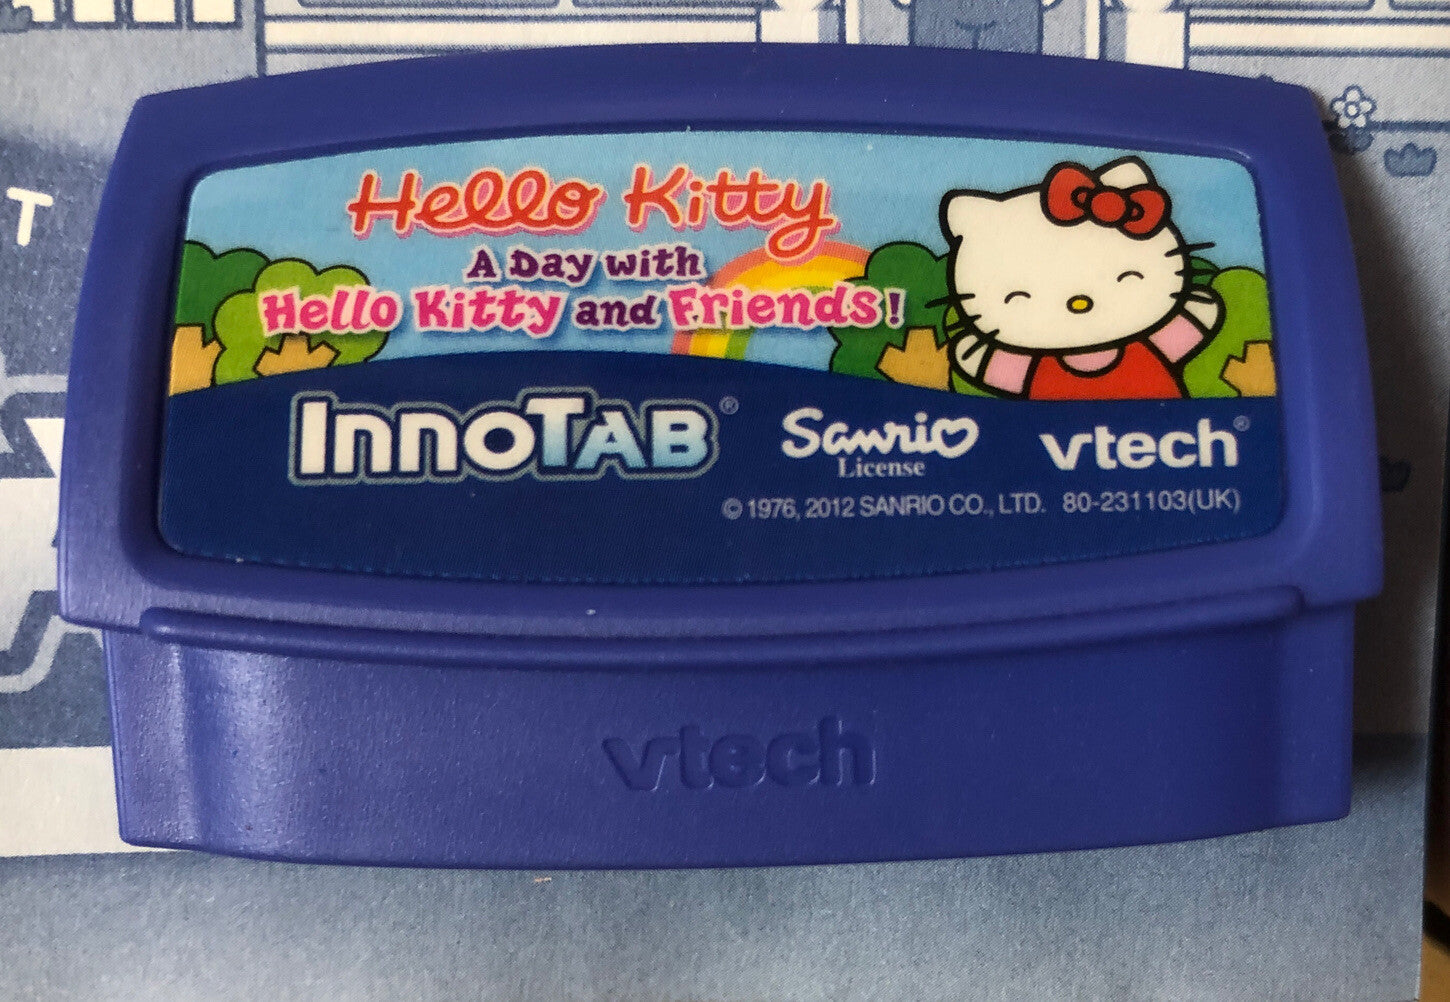 Hello Kitty
A Day with
Hello Kitty and Friends!
InnoTAB®
Sanrio
License
vtech®
© 1976, 2012 SANRIO CO., LTD. 80-231103(UK)
vtech
T